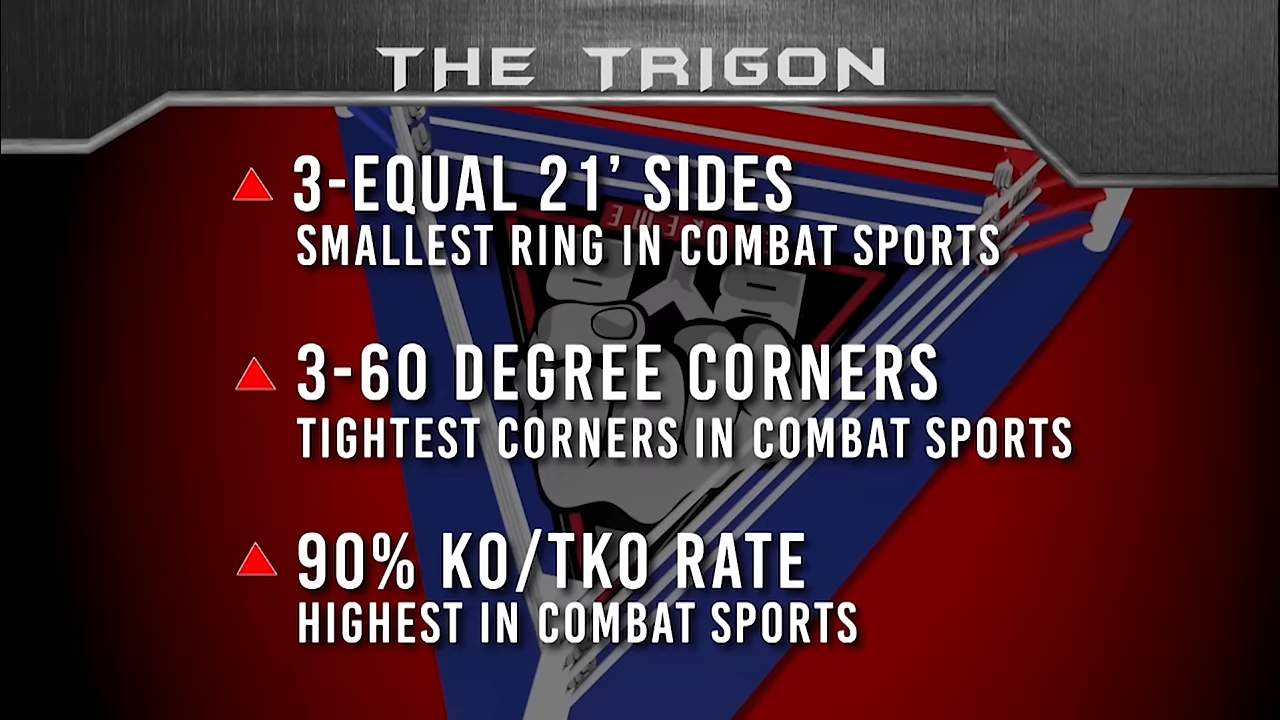 THE TRIGON
3-EQUAL 21' SIDES
SMALLEST RING IN COMBAT SPORTS
3-60 DEGREE CORNERS
TIGHTEST CORNERS IN COMBAT SPORTS
90% KO/TKO RATE
HIGHEST IN COMBAT SPORTS